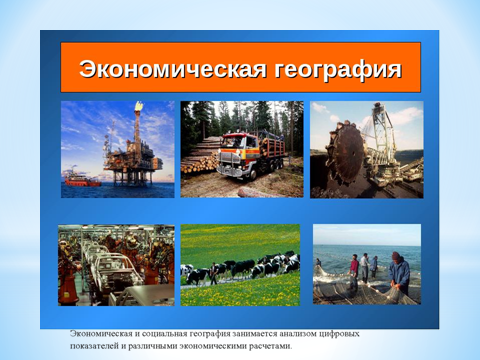 Экономическая география
Экономическая и социальная география занимается анализом цифровых
показателей и различными экономическими расчетами.